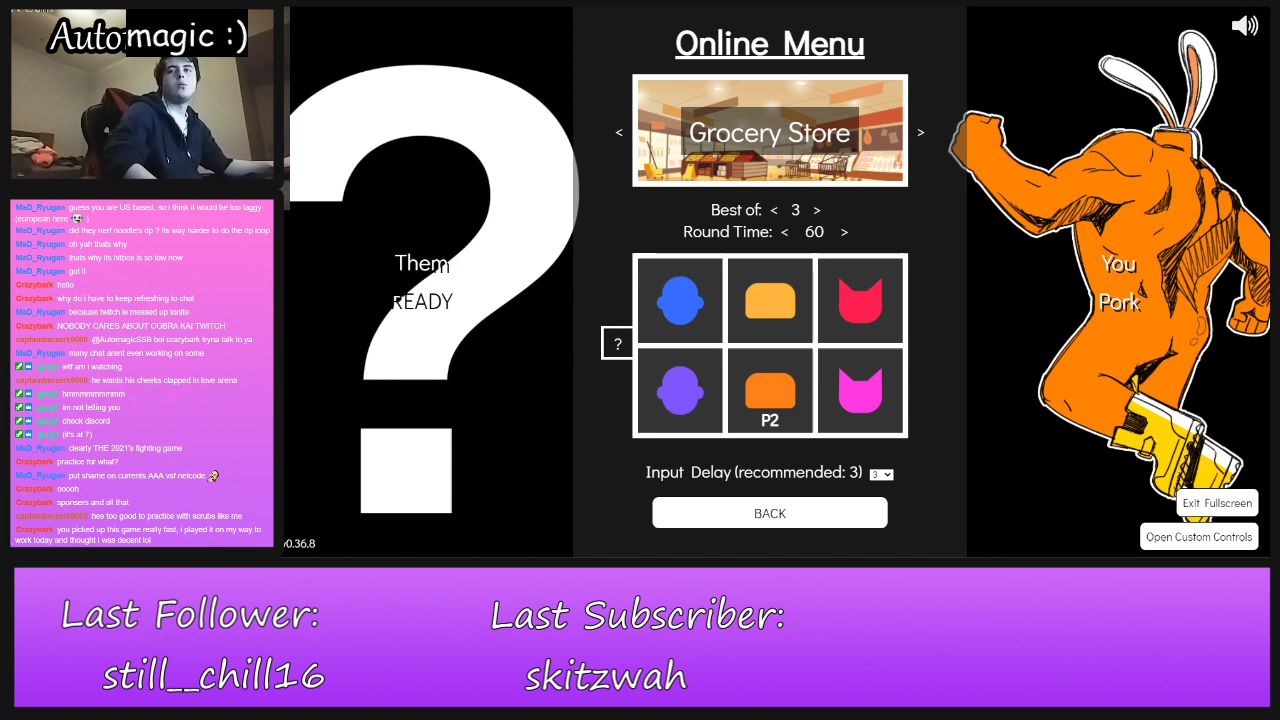 Automagic :)
MaD_Ryugan guess you are US based, so i think it would be too laggy
(european here )
MaD_Ryugan did they nerf noodle's dp ? its way harder to do the dp loop
MaD_Ryugan oh yah thats why
MaD_Ryugan thats why its hitbox is so low now
MaD_Ryugan got it
Crazybark hello
Crazybark why do i have to keep refreshing to chat
MaD_Ryugan because twitch is messed up tonite
Crazybark NOBODY CARES ABOUT COBRA KAI TWITCH
captainberzerk9000 @AutomagicSSB boi crazybark tryna talk to ya
MaD_Ryugan many chat arent even working on some
wtf am i watching
captainberzerk9000 he wants his cheeks clapped in love arena
hmmmmmmmmm
im not telling you
check discord
(it's at 7)
MaD_Ryugan clearly THE 2021's fighting game
Crazybark practice for what?
MaD_Ryugan put shame on currents AAA vsf netcode
Crazybark ooooh
Crazybark sponsers and all that
captainberzerk9000 hes too good to practice with scrubs like me
Crazybark you picked up this game really fast, i played it on my way to
work today and thought i was decent lol
Them
READY
v0.36.8
Online Menu
< Grocery Store >
Best of: < 3 >
Round Time: < 60 >
?
P2
Input Delay (recommended: 3) 3
BACK
You
Pork
Exit Fullscreen
Open Custom Controls
Last Follower:
still__chill16
Last Subscriber:
skitzwah